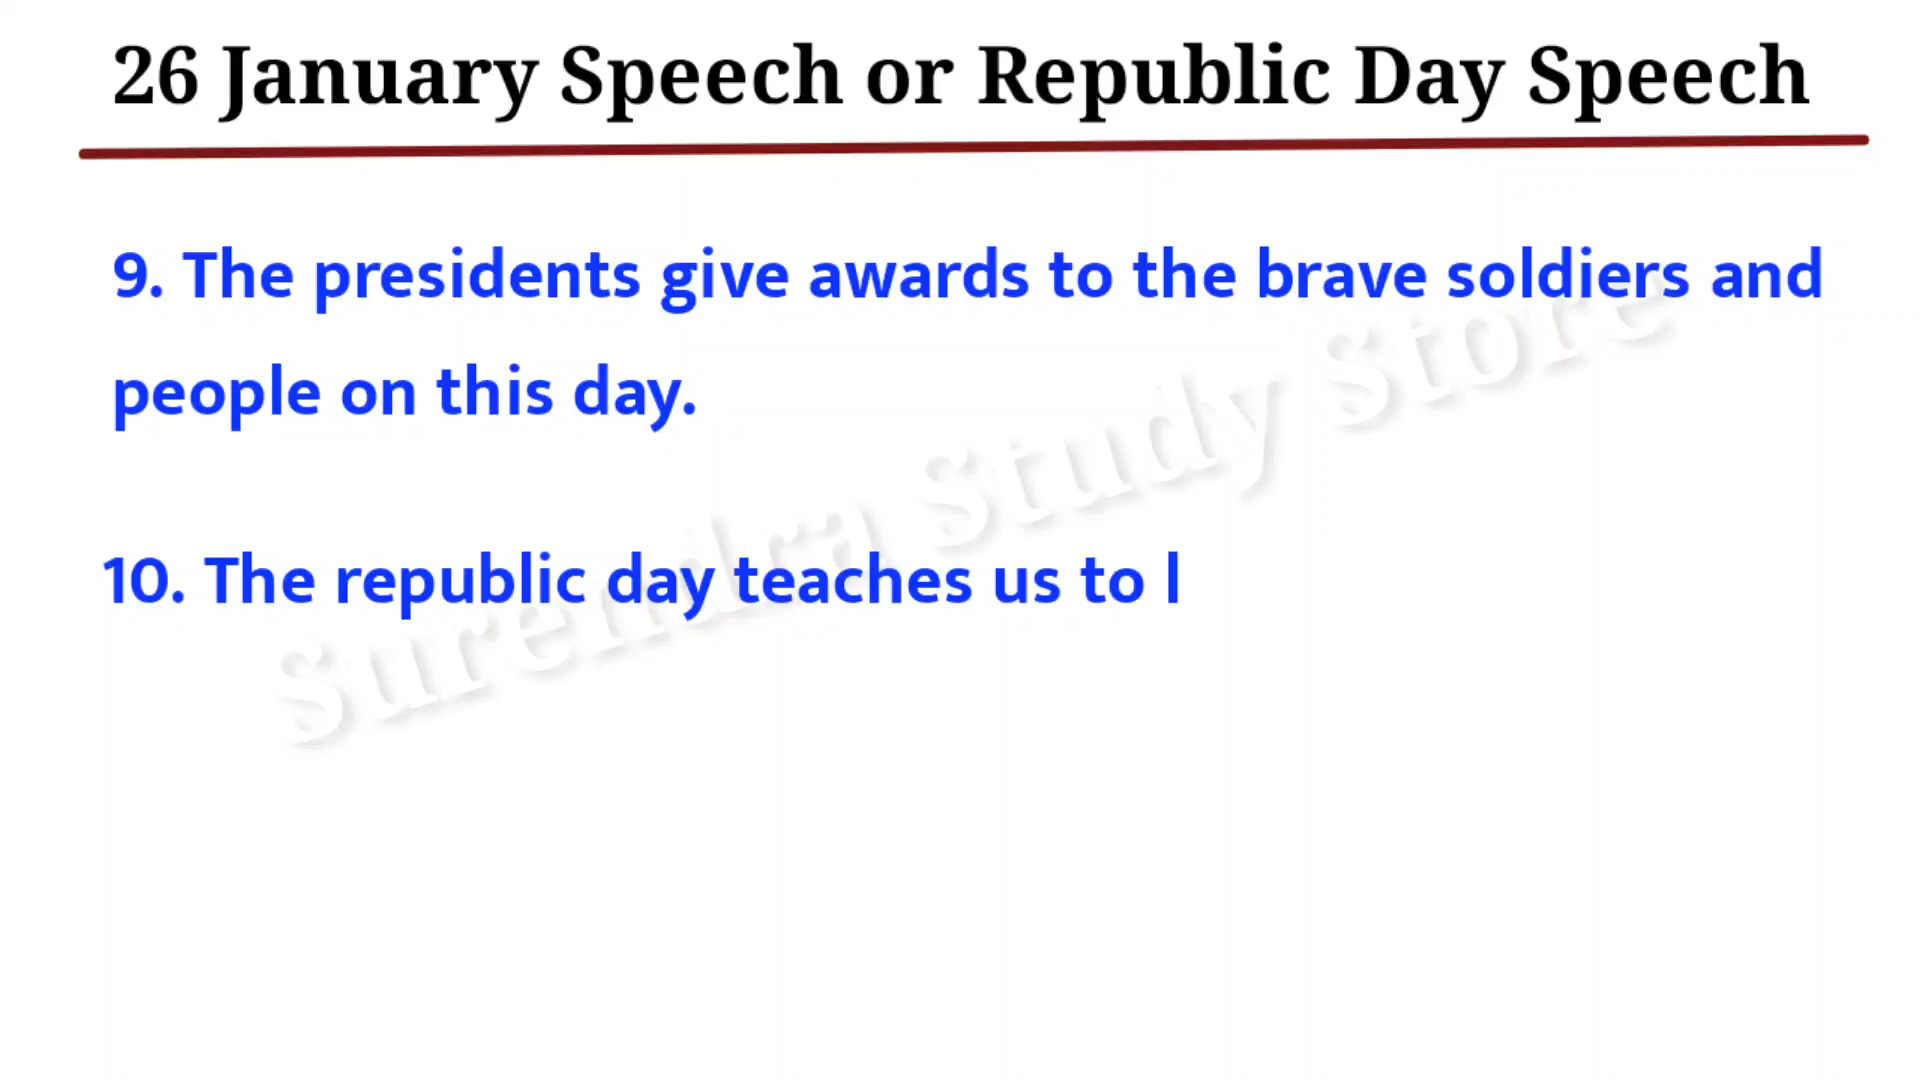 26 January Speech or Republic Day Speech
9. The presidents give awards to the brave soldiers and
people on this day.
10. The republic day teaches us to l
Surendra Study Store